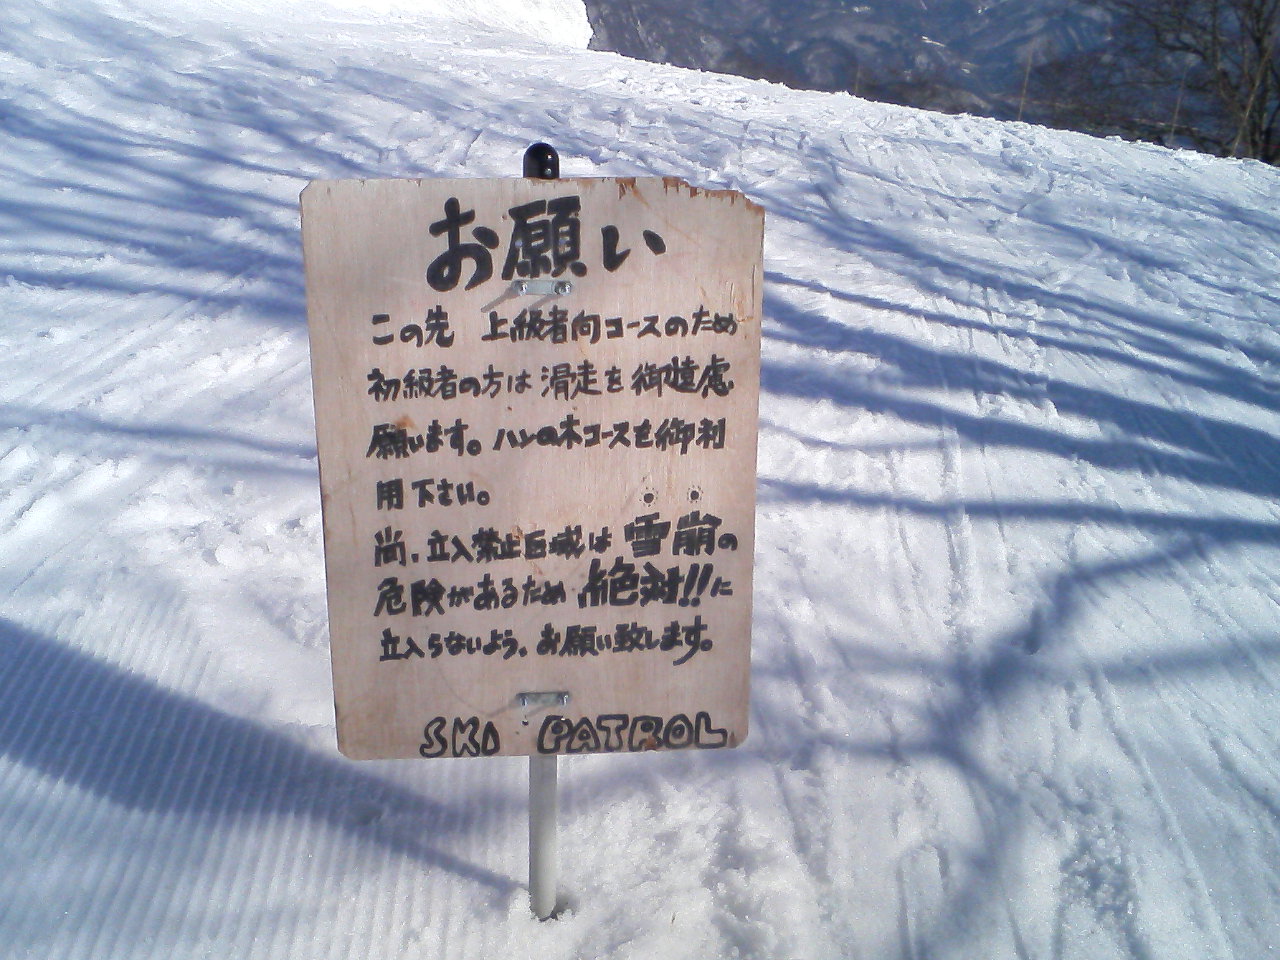 お願い
この先 上級者向コースのため
初級者の方は滑走を御遠慮
願います。ハンの木コースを御利
用下さい。
尚、立入禁止区域は雪崩の
危険があるため絶対!!に
立入らないよう、お願い致します。
SKI PATROL